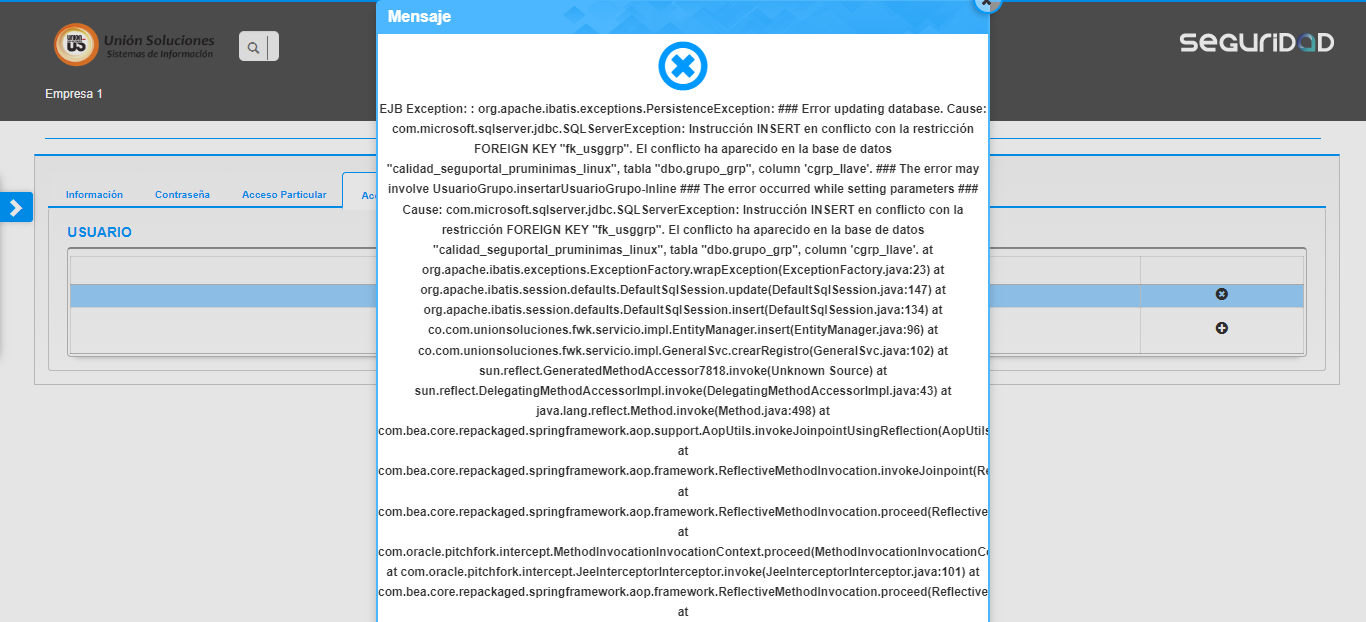 Mensaje
UNION
US
Unión Soluciones
Sistemas de Información
SEGURIDAD
Empresa 1
EJB Exception: : org.apache.ibatis.exceptions.PersistenceException: ### Error updating database. Cause:
com.microsoft.sqlserver.jdbc.SQLServerException: Instrucción INSERT en conflicto con la restricción
FOREIGN KEY "fk_usggrp". El conflicto ha aparecido en la base de datos
"calidad_seguportal_pruminimas_linux", tabla "dbo.grupo_grp", column 'cgrp_llave'. ### The error may
involve UsuarioGrupo.insertarUsuarioGrupo-Inline ### The error occurred while setting parameters ###
Cause: com.microsoft.sqlserver.jdbc.SQLServerException: Instrucción INSERT en conflicto con la
restricción FOREIGN KEY "fk_usggrp". El conflicto ha aparecido en la base de datos
"calidad_seguportal_pruminimas_linux", tabla "dbo.grupo_grp", column 'cgrp_llave'. at
org.apache.ibatis.exceptions.ExceptionFactory.wrapException(ExceptionFactory.java:23) at
org.apache.ibatis.session.defaults.DefaultSqlSession.update(DefaultSqlSession.java:147) at
org.apache.ibatis.session.defaults.DefaultSqlSession.insert(DefaultSqlSession.java:134) at
co.com.unionsoluciones.fwk.servicio.impl.EntityManager.insert(EntityManager.java:96) at
co.com.unionsoluciones.fwk.servicio.impl.GeneralSvc.crearRegistro(GeneralSvc.java:102) at
sun.reflect.GeneratedMethodAccessor7818.invoke(Unknown Source) at
sun.reflect.DelegatingMethodAccessorImpl.invoke(DelegatingMethodAccessorImpl.java:43) at
java.lang.reflect.Method.invoke(Method.java:498) at
com.bea.core.repackaged.springframework.aop.support.AopUtils.invokeJoinpointUsingReflection(AopUtils
at
com.bea.core.repackaged.springframework.aop.framework.ReflectiveMethodInvocation.invokeJoinpoint(Re
at
com.bea.core.repackaged.springframework.aop.framework.ReflectiveMethodInvocation.proceed(Reflective
at
com.oracle.pitchfork.intercept.MethodInvocationInvocationContext.proceed(MethodInvocationInvocationCo
at com.oracle.pitchfork.intercept.JeeInterceptorInterceptor.invoke(JeeInterceptorInterceptor.java:101) at
com.bea.core.repackaged.springframework.aop.framework.ReflectiveMethodInvocation.proceed(Reflective
at
Información Contraseña Acceso Particular Ac
USUARIO